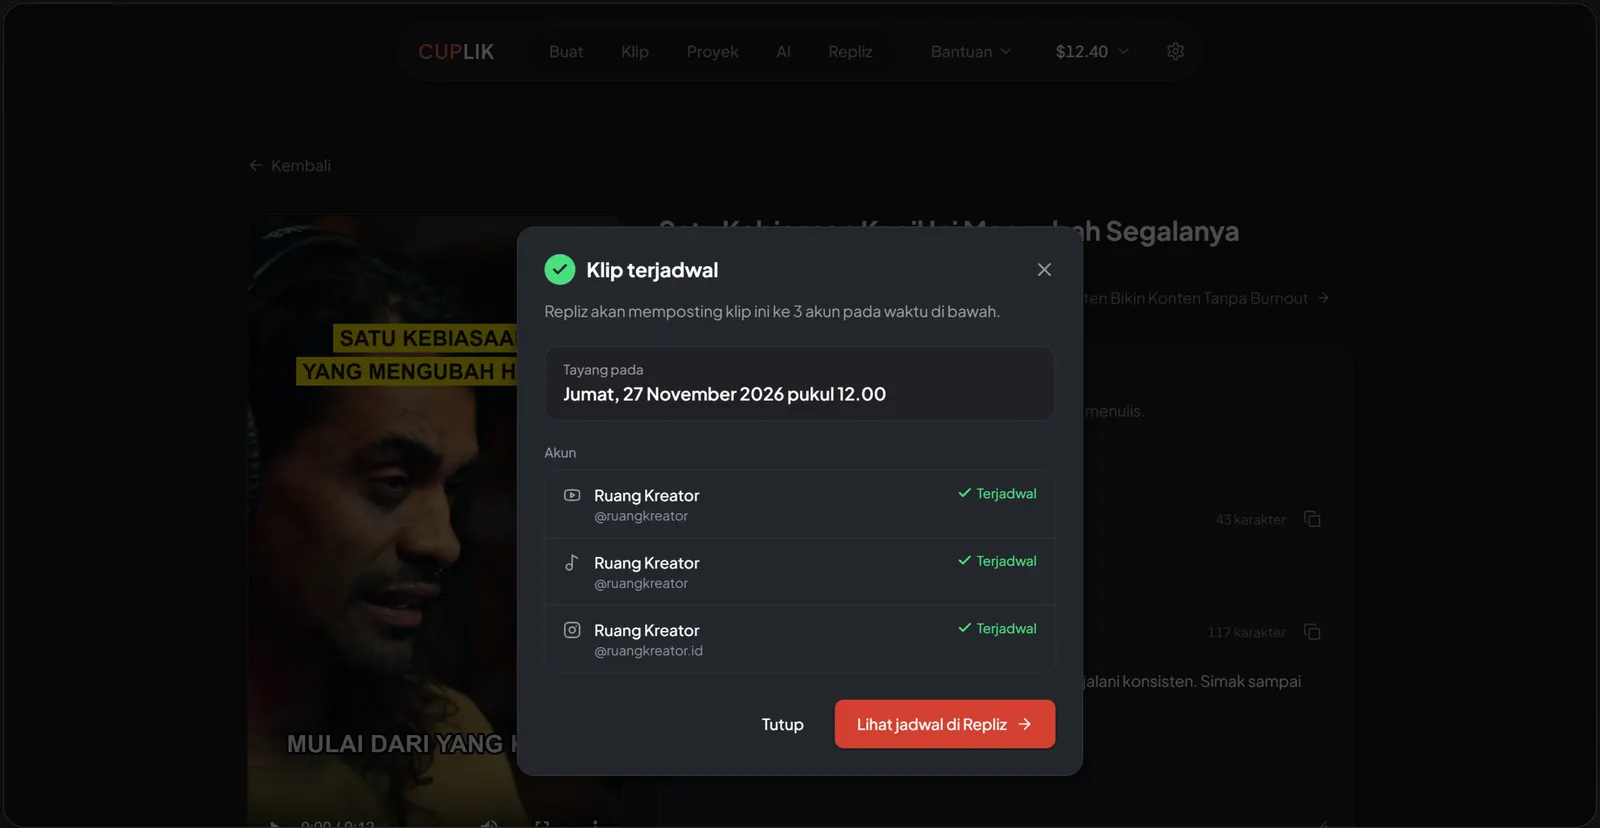 CUPLIK
Buat
Klip
Proyek
AI
Repliz
Bantuan
$12.40
Kembali
Segalanya
Bikin Konten Tanpa Burnout
SATU KEBIASAA
YANG MENGUBAH H
MULAI DARI YANG
Klip terjadwal
Repliz akan memposting klip ini ke 3 akun pada waktu di bawah.
Tayang pada
Jumat, 27 November 2026 pukul 12.00
Akun
Ruang Kreator
@ruangkreator
Terjadwal
Ruang Kreator
@ruangkreator
Terjadwal
Ruang Kreator
@ruangkreator.id
Terjadwal
Tutup
Lihat jadwal di Repliz
menulis.
43 karakter
117 karakter
jalani konsisten. Simak sampai